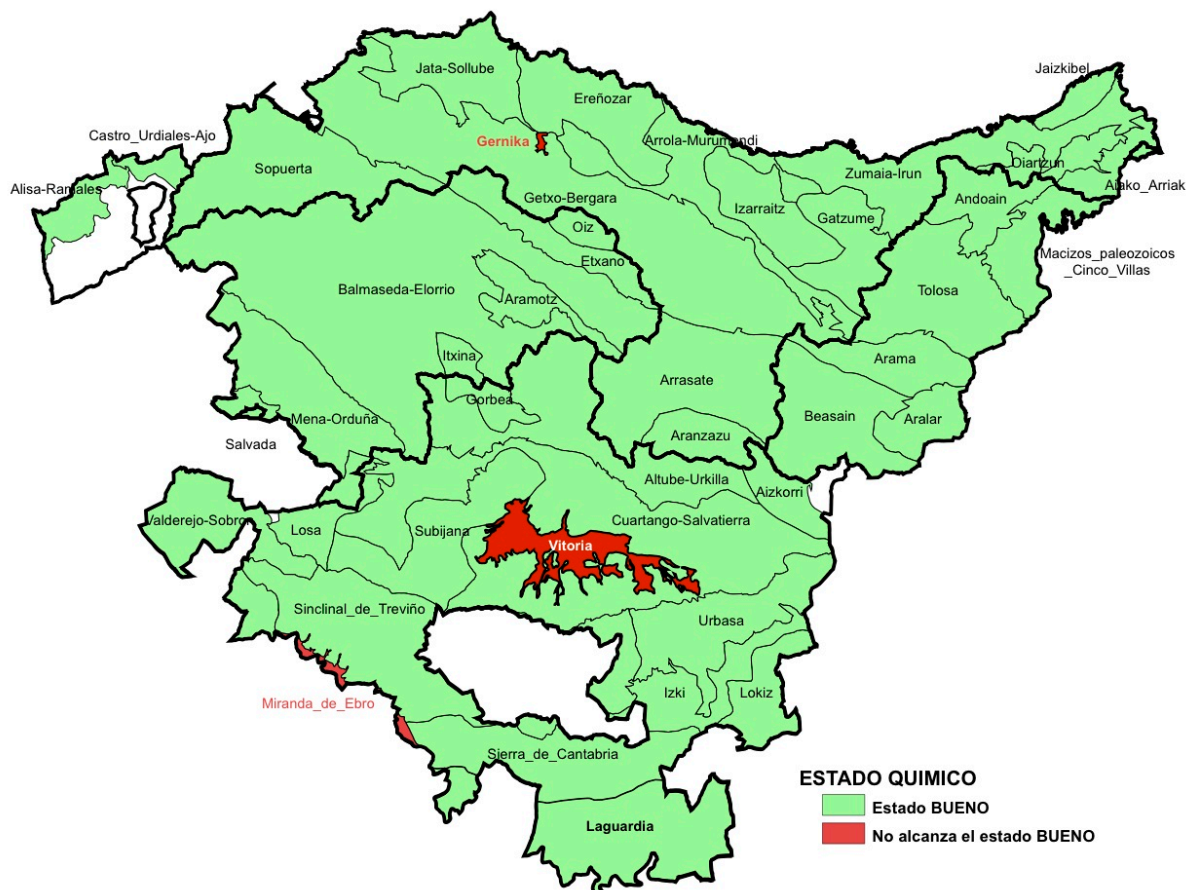 Jaizkibel
Jata-Sollube
Ereñozar
Castro_Urdiales-Ajo
Gernika
Arrola-Murumendi
Oiartzun
Sopuerta
Zumaia-Irun
Alisa-Ramales
Aiako_Arriak
Getxo-Bergara
Andoain
Izarraitz
Gatzume
Oiz
Macizos_paleozoicos
_Cinco_Villas
Etxano
Balmaseda-Elorrio
Aramotz
Tolosa
Itxina
Arama
Arrasate
Gorbea
Mena-Orduña
Beasain
Aralar
Salvada
Aranzazu
Altube-Urkilla
Aizkorri
Valderejo-Sobron
Losa
Subijana
Cuartango-Salvatierra
Vitoria
Sinclinal_de_Treviño
Urbasa
Izki
Lokiz
Miranda_de_Ebro
Sierra_de_Cantabria
Laguardia
ESTADO QUIMICO
Estado BUENO
No alcanza el estado BUENO